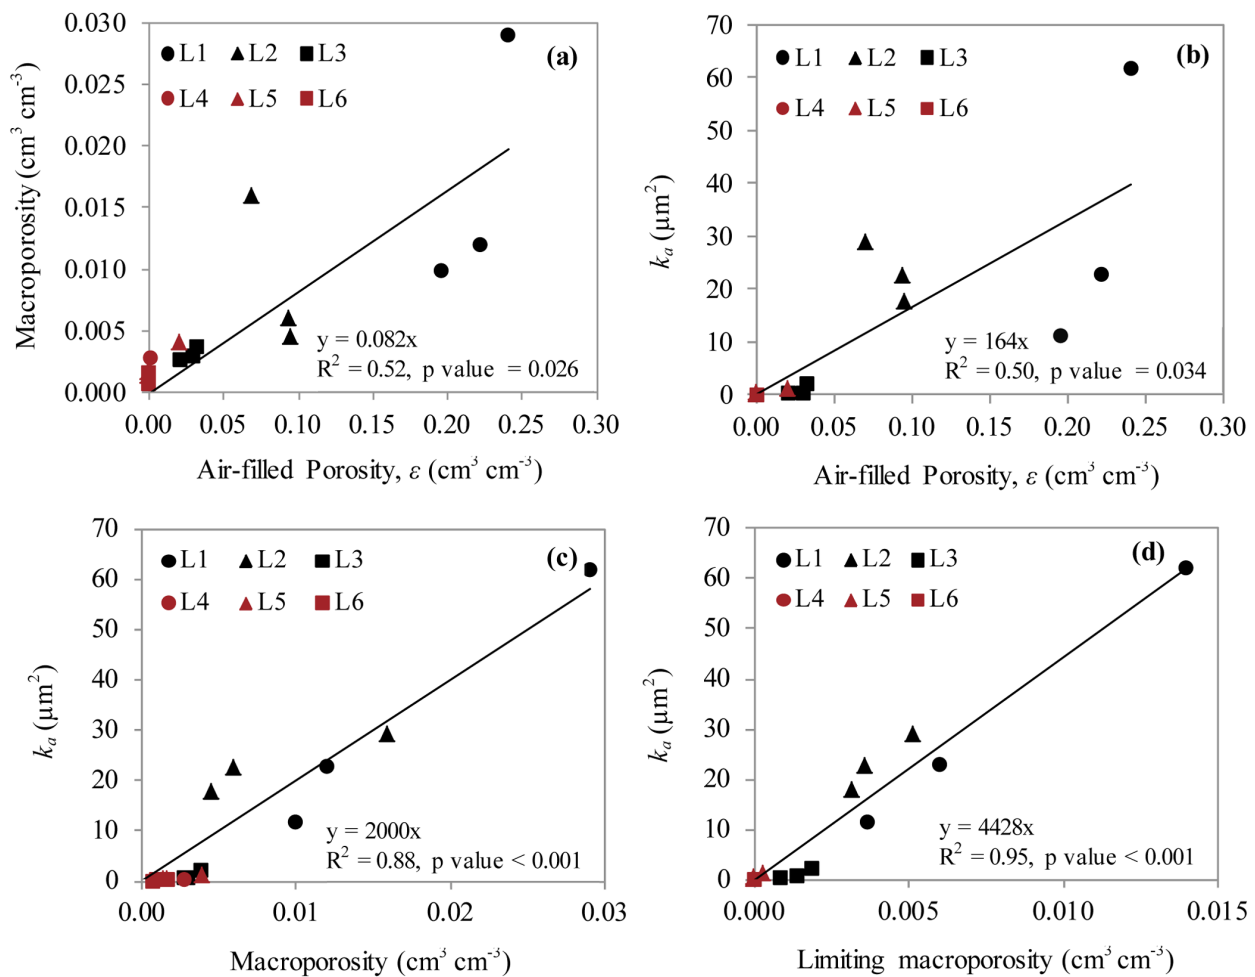 (a)
L1 L2 L3
L4 L5 L6
Macroporosity (cm³ cm⁻³)
0.030
0.025
0.020
0.015
0.010
0.005
0.000
y = 0.082x
R² = 0.52, p value = 0.026
0.00 0.05 0.10 0.15 0.20 0.25 0.30
Air-filled Porosity, ε (cm³ cm⁻³)
(b)
L1 L2 L3
L4 L5 L6
kₐ (µm²)
70
60
50
40
30
20
10
0
y = 164x
R² = 0.50, p value = 0.034
0.00 0.05 0.10 0.15 0.20 0.25 0.30
Air-filled Porosity, ε (cm³ cm⁻³)
(c)
L1 L2 L3
L4 L5 L6
kₐ (µm²)
70
60
50
40
30
20
10
0
y = 2000x
R² = 0.88, p value < 0.001
0.00 0.01 0.02 0.03
Macroporosity (cm³ cm⁻³)
(d)
L1 L2 L3
L4 L5 L6
kₐ (µm²)
70
60
50
40
30
20
10
0
y = 4428x
R² = 0.95, p value < 0.001
0.000 0.005 0.010 0.015
Limiting macroporosity (cm³ cm⁻³)